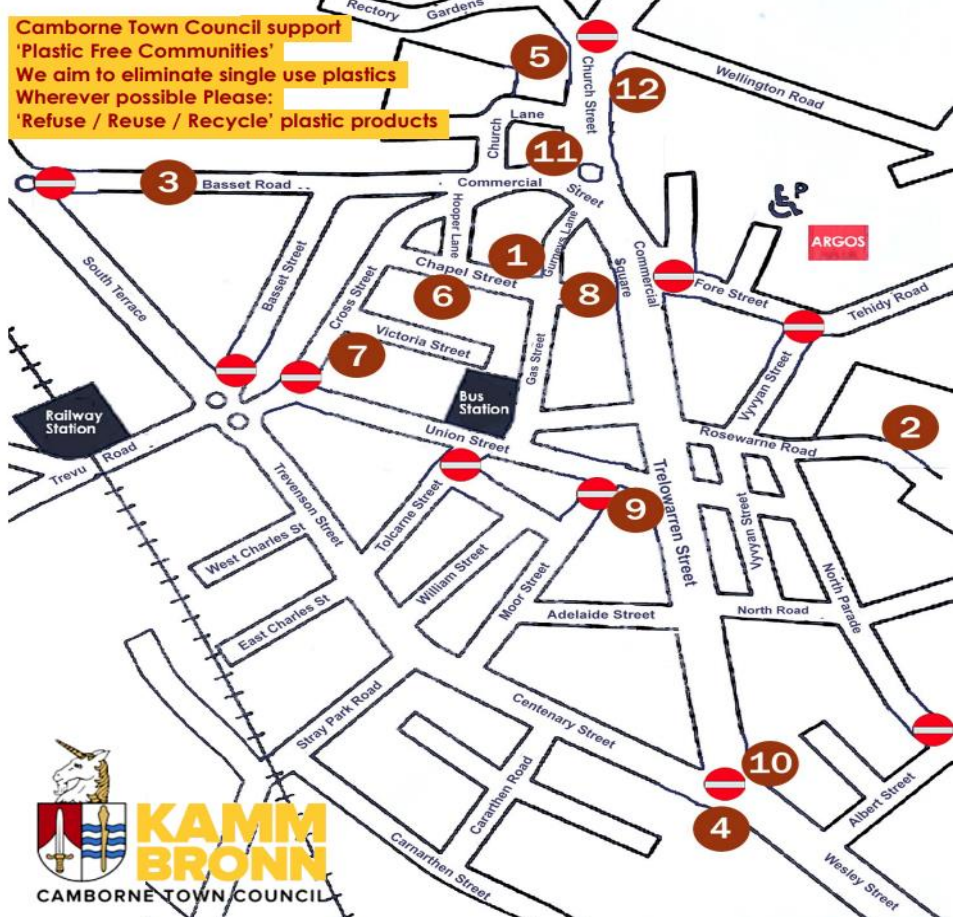 Camborne Town Council support
'Plastic Free Communities'
We aim to eliminate single use plastics
Wherever possible Please:
'Refuse / Reuse / Recycle' plastic products
Rectory Gardens
5
Church Street
12
Wellington Road
Church Lane
11
3
Basset Road
Commercial Street
P
ARGOS
Hooper Lane
Gurneys Lane
1
Chapel Street
6
8
Commercial Square
Fore Street
Tehidy Road
South Terrace
Basset Street
Cross Street
Victoria Street
7
Gas Street
Vyvyan Street
Railway
Station
Bus
Station
Union Street
Rosewarne Road
2
Trevu Road
Trevenson Street
Tolcarne Street
9
Trelowarren Street
Vyvyan Street
West Charles St
William Street
Moor Street
North Parade
East Charles St
Adelaide Street
North Road
Stray Park Road
Centenary Street
Cararthen Road
10
4
Albert Street
Carnarthen Street
Wesley Street
KAMM
BRONN
CAMBORNE TOWN COUNCIL